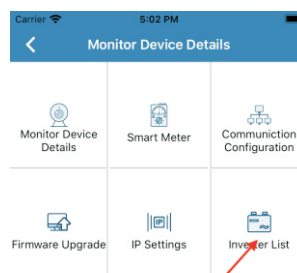 Carrier 5:02 PM
Monitor Device Details
Monitor Device
Details
Smart Meter
Communiction
Configuration
Firmware Upgrade
IP
IP Settings
Inverter List